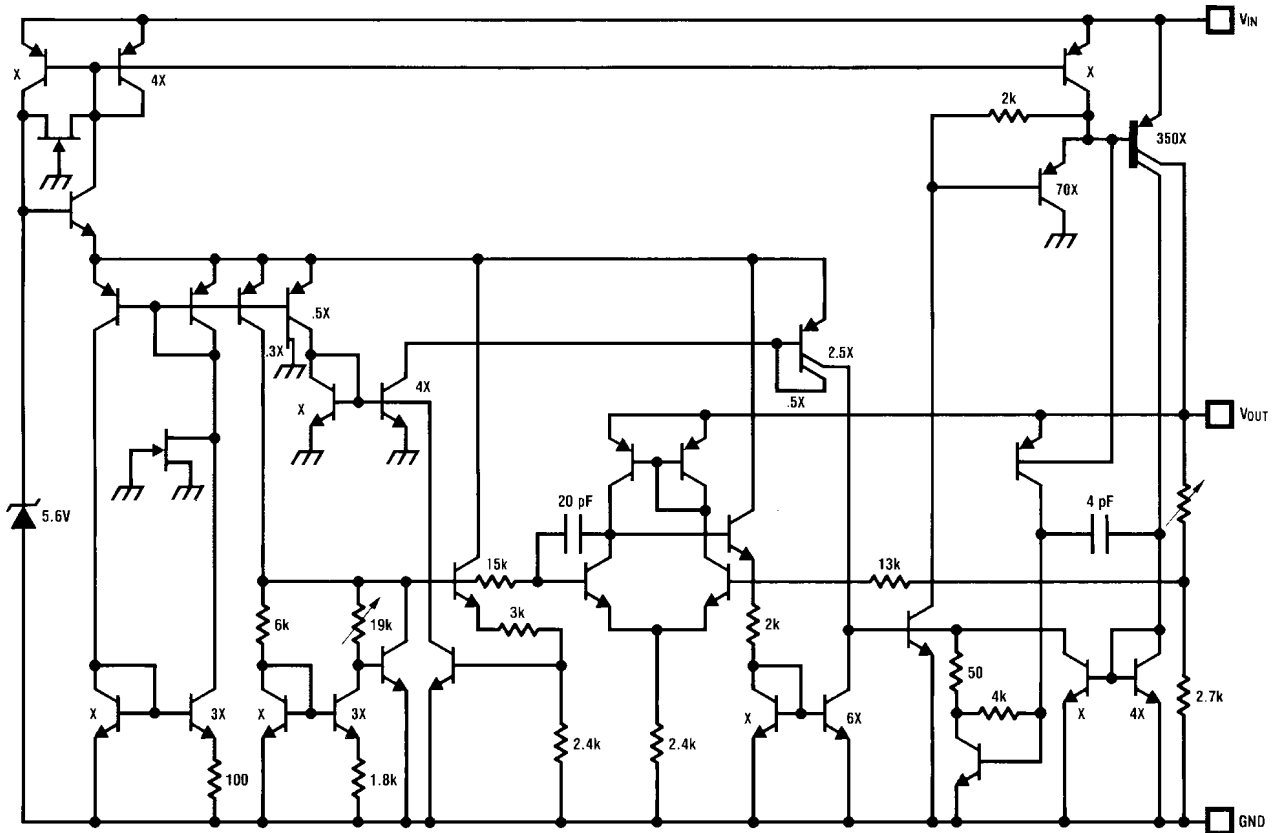 VIN
X
4X
X
2k
350X
70X
.5X
.3X
4X
2.5X
X
.5X
VOUT
5.6V
20 pF
4 pF
15k
13k
3k
6k
19k
2k
50
4k
2.7k
X
3X
X
3X
X
6X
X
4X
100
1.8k
2.4k
2.4k
GND